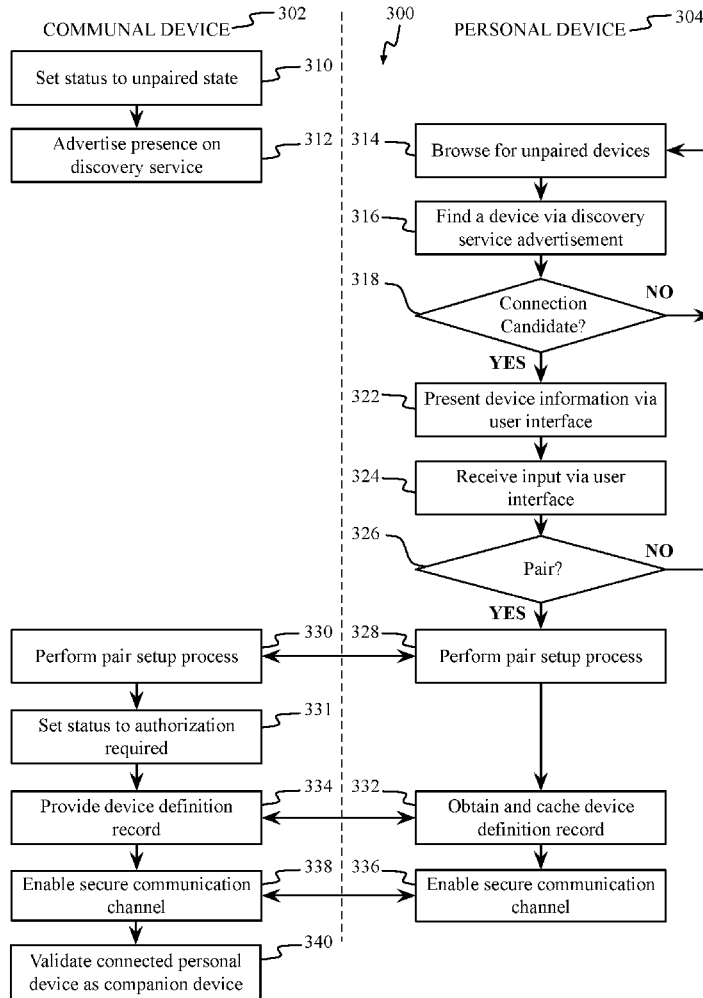 COMMUNAL DEVICE 302
300
PERSONAL DEVICE 304
Set status to unpaired state
310
Advertise presence on
discovery service
312
314
Browse for unpaired devices
316
Find a device via discovery
service advertisement
318
Connection
Candidate?
NO
YES
322
Present device information via
user interface
324
Receive input via user
interface
326
Pair?
NO
YES
330
Perform pair setup process
328
Perform pair setup process
331
Set status to authorization
required
334
Provide device definition
record
332
Obtain and cache device
definition record
338
Enable secure communication
channel
336
Enable secure communication
channel
340
Validate connected personal
device as companion device